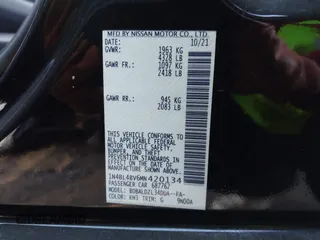 MFD BY NISSAN MOTOR CO., LTD.
10/21
GVWR: 1963 KG
4328 LB
GAWR FR: 1097 KG
2418 LB
GAWR RR: 945 KG
2083 LB
THIS VEHICLE CONFORMS TO ALL APPLICABLE FEDERAL MOTOR VEHICLE SAFETY, BUMPER, AND THEFT PREVENTION STANDARDS IN EFFECT ON THE DATE OF MANUFACTURE SHOWN ABOVE.
1N4BL4BV6MN420134
PASSENGER CAR
COLOR: TRIM: G